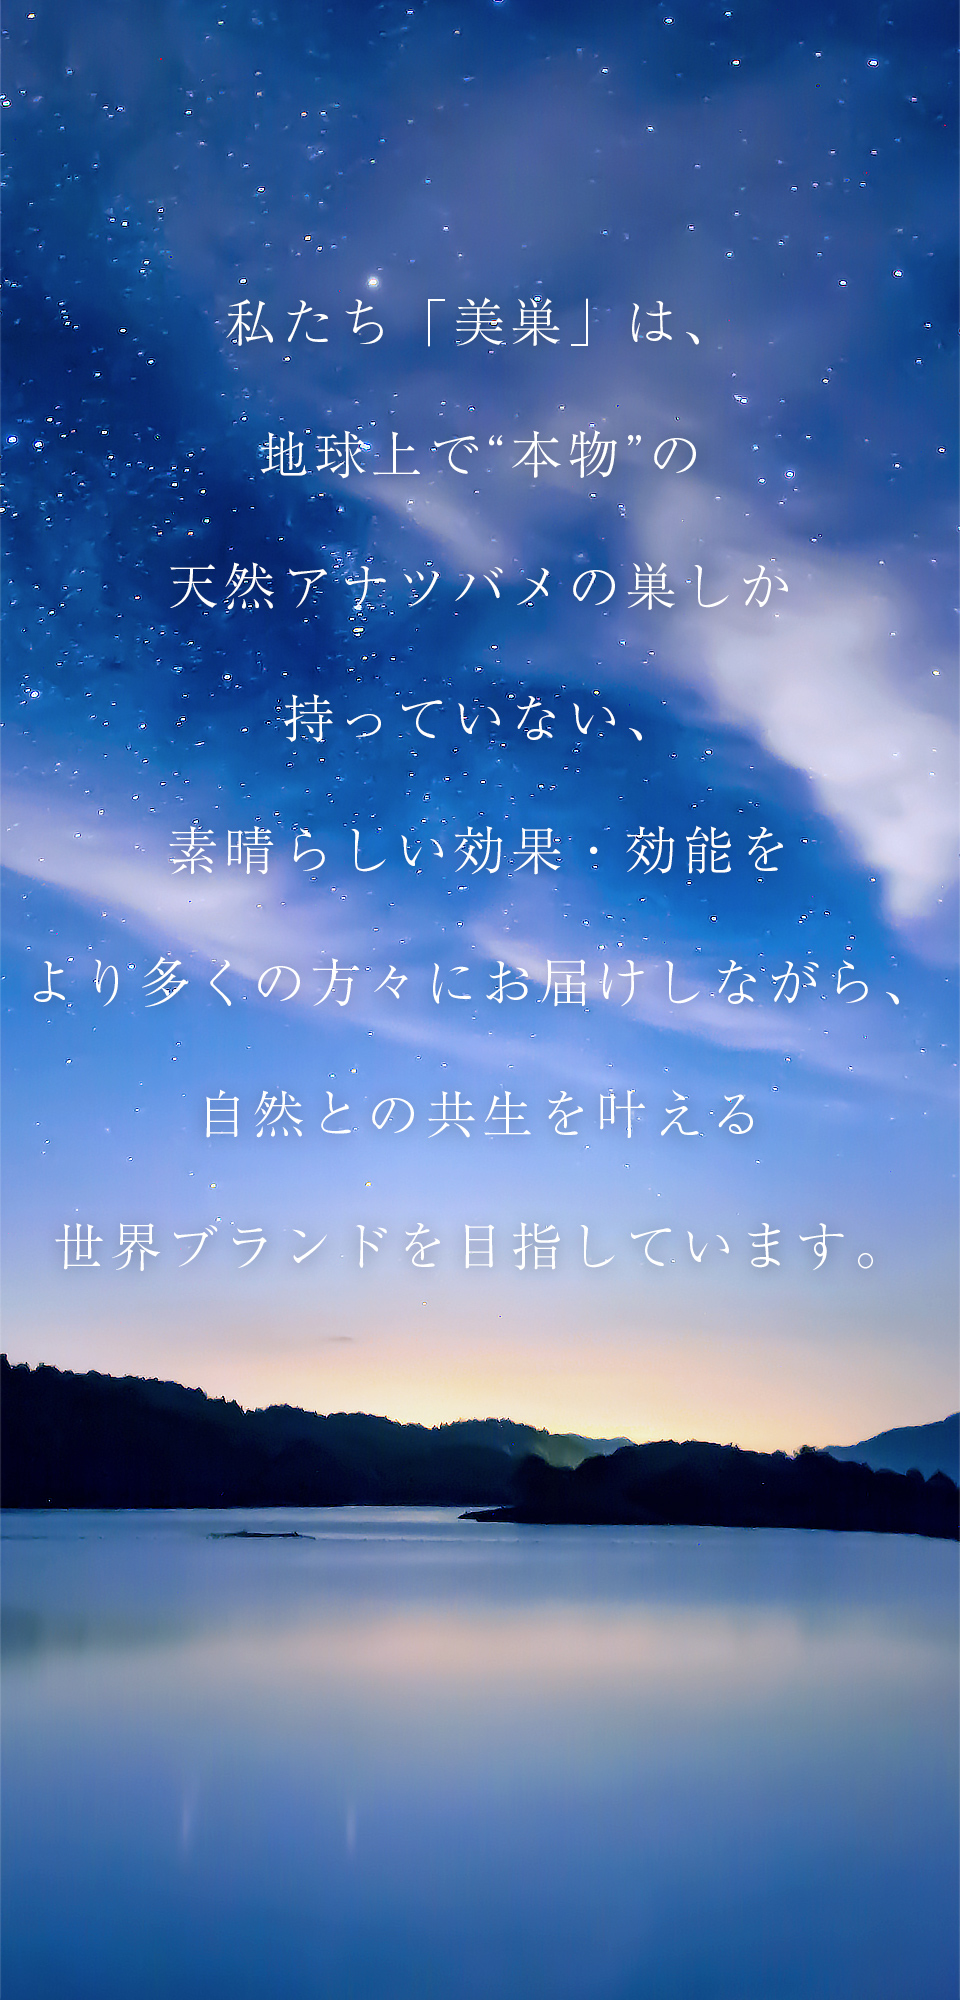 私たち「美巣」は、
地球上で“本物”の
天然アナツバメの巣しか
持っていない、
素晴らしい効果・効能を
より多くの方々にお届けしながら、
自然との共生を叶える
世界ブランドを目指しています。